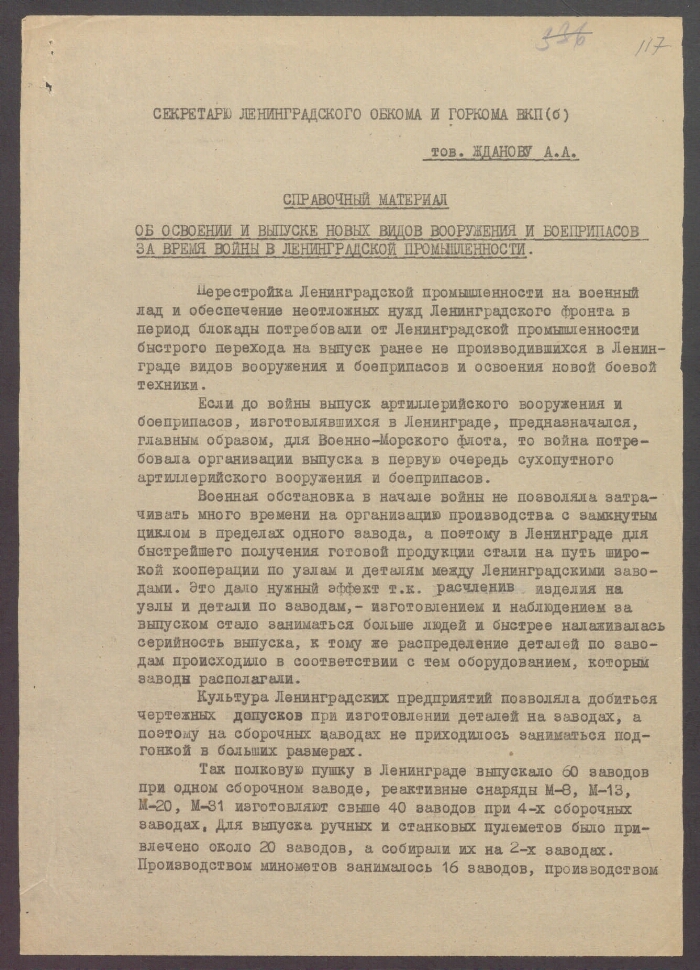 336
117
СЕКРЕТАРЮ ЛЕНИНГРАДСКОГО ОБКОМА И ГОРКОМА ВКП(б)
тов. ЖДАНОВУ А.А.
СПРАВОЧНЫЙ МАТЕРИАЛ
ОБ ОСВОЕНИИ И ВЫПУСКЕ НОВЫХ ВИДОВ ВООРУЖЕНИЯ И БОЕПРИПАСОВ
ЗА ВРЕМЯ ВОЙНЫ В ЛЕНИНГРАДСКОЙ ПРОМЫШЛЕННОСТИ.
Перестройка Ленинградской промышленности на военный
лад и обеспечение неотложных нужд Ленинградского фронта в
период блокады потребовали от Ленинградской промышленности
быстрого перехода на выпуск ранее не производившихся в Ленин-
граде видов вооружения и боеприпасов и освоения новой боевой
техники.
Если до войны выпуск артиллерийского вооружения и
боеприпасов, изготовлявшихся в Ленинграде, предназначался,
главным образом, для Военно-Морского флота, то война потре-
бовала организации выпуска в первую очередь сухопутного
артиллерийского вооружения и боеприпасов.
Военная обстановка в начале войны не позволяла затра-
чивать много времени на организацию производства с замкнутым
циклом в пределах одного завода, а поэтому в Ленинграде для
быстрейшего получения готовой продукции стали на путь широ-
кой кооперации по узлам и деталям между Ленинградскими заво-
дами. Это дало нужный эффект т.к. расчленив изделия на
узлы и детали по заводам,- изготовлением и наблюдением за
выпуском стало заниматься больше людей и быстрее налаживалась
серийность выпуска, к тому же распределение деталей по заво-
дам происходило в соответствии с тем оборудованием, которым
заводы располагали.
Культура Ленинградских предприятий позволяла добиться
чертежных допусков при изготовлении деталей на заводах, а
поэтому на сборочных заводах не приходилось заниматься под-
гонкой в больших размерах.
Так полковую пушку в Ленинграде выпускало 60 заводов
при одном сборочном заводе, реактивные снаряды М-8, М-13,
М-20, М-31 изготовляют свыше 40 заводов при 4-х сборочных
заводах. Для выпуска ручных и станковых пулеметов было при-
влечено около 20 заводов, а собирали их на 2-х заводах.
Производством минометов занималось 16 заводов, производством